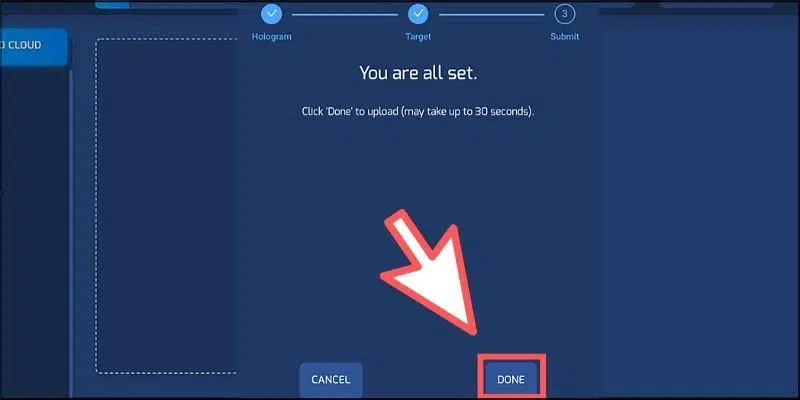 3
Hologram
Target
Submit
CLOUD
You are all set.
Click 'Done' to upload (may take up to 30 seconds).
CANCEL
DONE